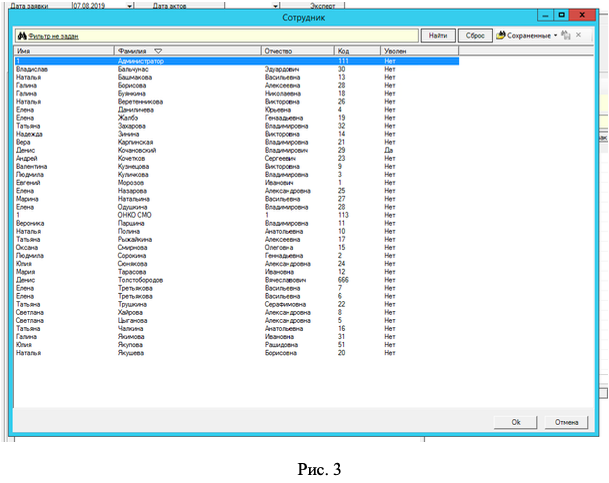 Дата заявки 07.08.2019 Дата актов Эксперт
Сотрудник
Фильтр не задан Найти Сброс Сохраненные
Имя Фамилия Отчество Код Уволен
1 Администратор 111 Нет
Владислав Бальчунас Эдуардович 30 Нет
Наталья Башмакова Васильевна 13 Нет
Галина Борисова Алексеевна 28 Нет
Галина Буянкина Николаевна 18 Нет
Наталья Веретенникова Викторовна 26 Нет
Елена Даниличева Юрьевна 4 Нет
Елена Жалбэ Геннадьевна 19 Нет
Татьяна Захарова Владимировна 32 Нет
Надежда Зинина Викторовна 14 Нет
Вера Карпинская Владимировна 21 Нет
Денис Кочановский Владимирович 29 Да
Андрей Кочетков Сергеевич 23 Нет
Валентина Кузнецова Викторовна 9 Нет
Людмила Куличкова Владимировна 3 Нет
Евгений Морозов Иванович 1 Нет
Елена Назарова Александровна 25 Нет
Марина Натальина Васильевна 27 Нет
Елена Одушкина Владимировна 28 Нет
1 ОНКО СМО 1 113 Нет
Вероника Паршина Владимировна 11 Нет
Наталья Полина Анатольевна 10 Нет
Татьяна Рыжайкина Алексеевна 17 Нет
Оксана Смирнова Олеговна 15 Нет
Людмила Сорокина Геннадьевна 2 Нет
Юлия Сюнякова Александровна 24 Нет
Мария Тарасова Ивановна 12 Нет
Денис Толстобородов Вячеславович 666 Нет
Елена Третьякова Васильевна 7 Нет
Елена Третьякова Васильевна 6 Нет
Татьяна Трушкина Серафимовна 22 Нет
Светлана Хайрова Александровна 8 Нет
Светлана Цыганова Александровна 5 Нет
Татьяна Чалкина Анатольевна 16 Нет
Галина Якимова Ивановна 31 Нет
Юлия Якупова Рашидовна 51 Нет
Наталья Якушева Борисовна 20 Нет
Ok Отмена
Рис. 3